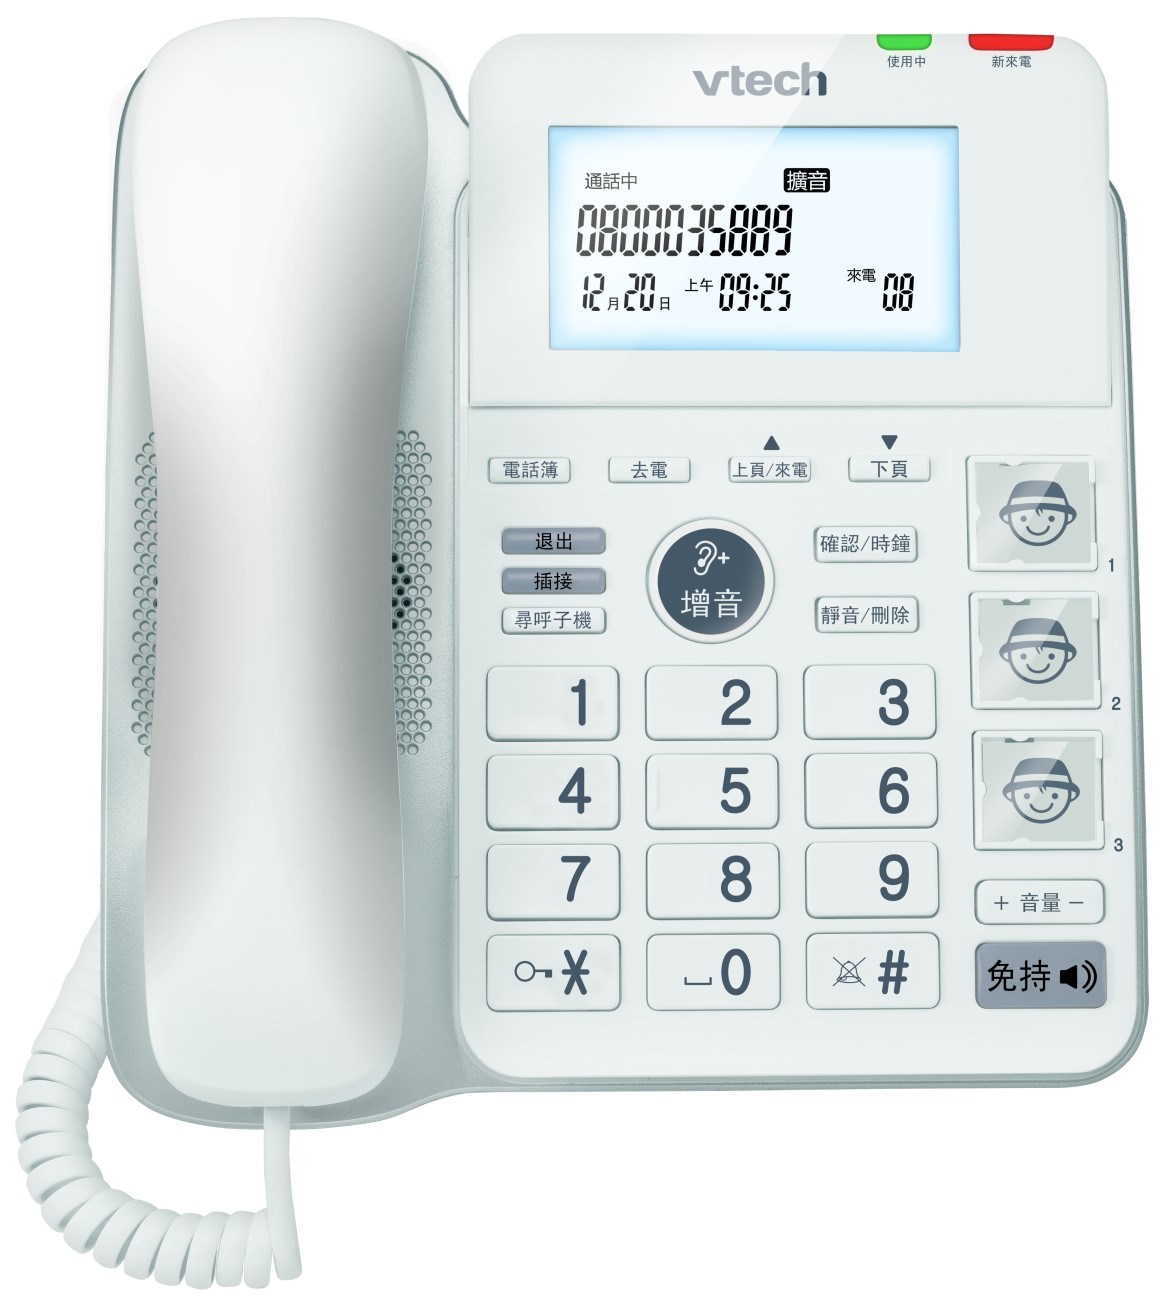 使用中 新來電
vtech
通話中 擴音
0800035889
12月20日 上午 09:25 來電 08
▲ ▼
電話簿 去電 上頁/來電 下頁
退出 增音 確認/時鐘
插接
尋呼子機 靜音/刪除
1
2
3
1 2 3
4 5 6
7 8 9
* 0 #
+ 音量 -
免持